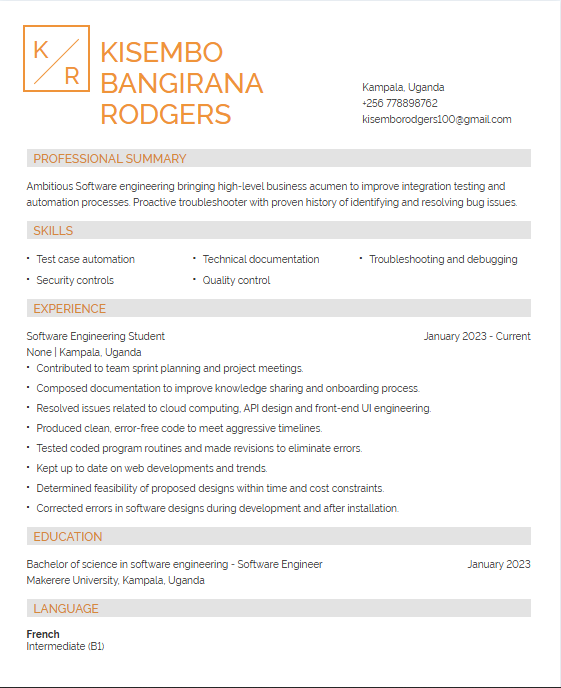 K
R
KISEMBO
BANGIRANA
RODGERS
Kampala, Uganda
+256 778898762
kisemborodgers100@gmail.com
PROFESSIONAL SUMMARY
Ambitious Software engineering bringing high-level business acumen to improve integration testing and
automation processes. Proactive troubleshooter with proven history of identifying and resolving bug issues.
SKILLS
• Test case automation • Technical documentation • Troubleshooting and debugging
• Security controls • Quality control
EXPERIENCE
Software Engineering Student January 2023 - Current
None | Kampala, Uganda
• Contributed to team sprint planning and project meetings.
• Composed documentation to improve knowledge sharing and onboarding process.
• Resolved issues related to cloud computing, API design and front-end UI engineering.
• Produced clean, error-free code to meet aggressive timelines.
• Tested coded program routines and made revisions to eliminate errors.
• Kept up to date on web developments and trends.
• Determined feasibility of proposed designs within time and cost constraints.
• Corrected errors in software designs during development and after installation.
EDUCATION
Bachelor of science in software engineering - Software Engineer January 2023
Makerere University, Kampala, Uganda
LANGUAGE
French
Intermediate (B1)